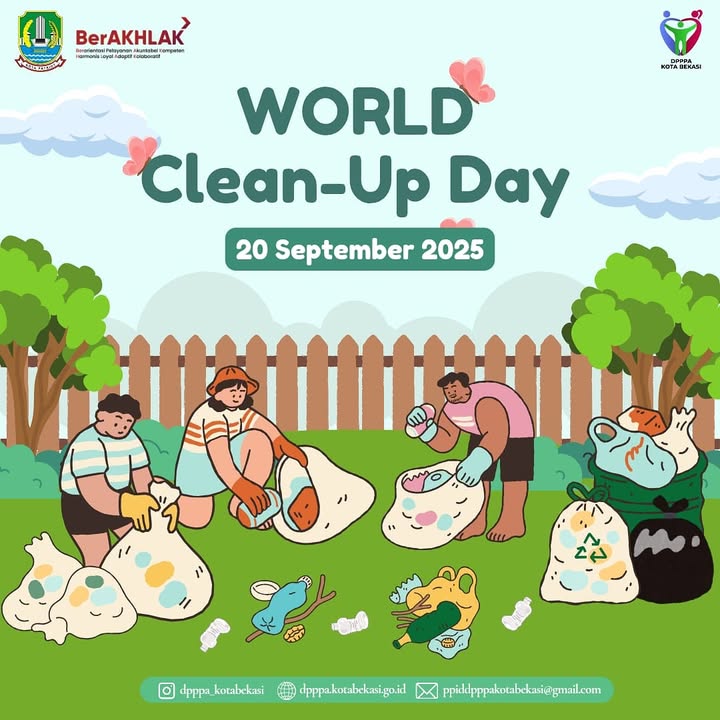 BerAKHLAK
Berorientasi Pelayanan Akuntabel Kompeten
Harmonis Loyal Adaptif Kolaboratif
DPPPA
KOTA BEKASI
WORLD
Clean-Up Day
20 September 2025
dpppa_kotabekasi
dpppa.kotabekasi.go.id
ppiddpppakotabekasi@gmail.com